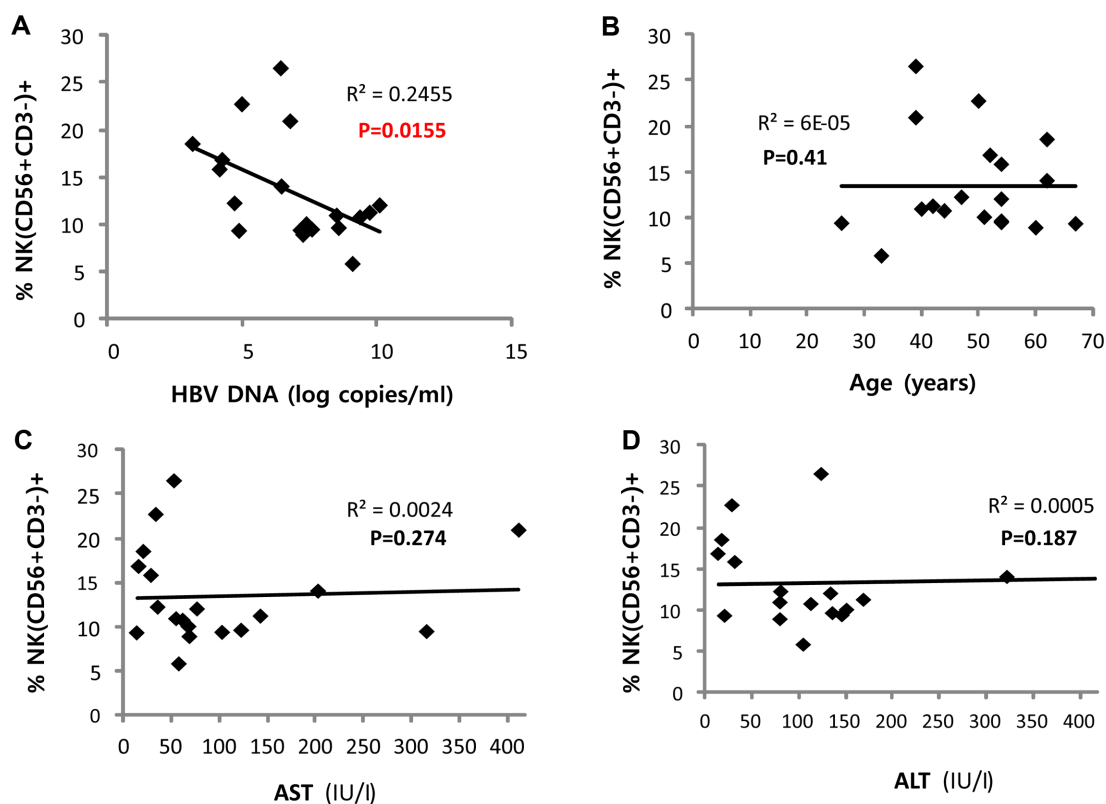 A
30
25
20
15
10
5
0
% NK(CD56+CD3-)+
R² = 0.2455
P=0.0155
0 5 10 15
HBV DNA (log copies/ml)
B
30
25
20
15
10
5
0
% NK(CD56+CD3-)+
R² = 6E-05
P=0.41
0 10 20 30 40 50 60 70
Age (years)
C
30
25
20
15
10
5
0
% NK(CD56+CD3-)+
R² = 0.0024
P=0.274
0 50 100 150 200 250 300 350 400
AST (IU/l)
D
30
25
20
15
10
5
0
% NK(CD56+CD3-)+
R² = 0.0005
P=0.187
0 50 100 150 200 250 300 350 400
ALT (IU/l)